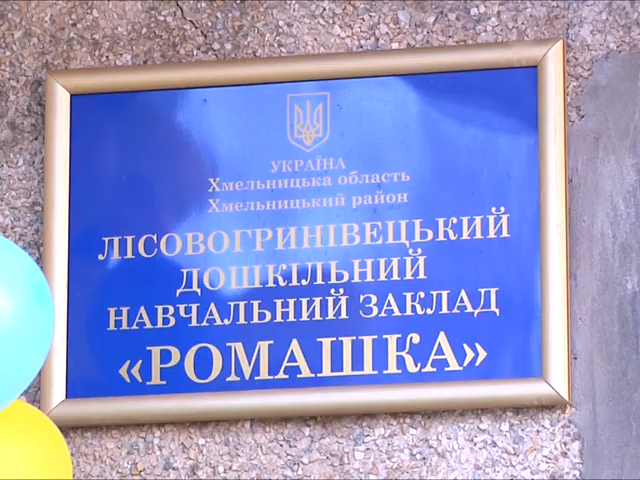 УКРАЇНА
Хмельницька область
Хмельницький район
ЛІСОВОГРИНІВЕЦЬКИЙ
ДОШКІЛЬНИЙ
НАВЧАЛЬНИЙ ЗАКЛАД
«РОМАШКА»